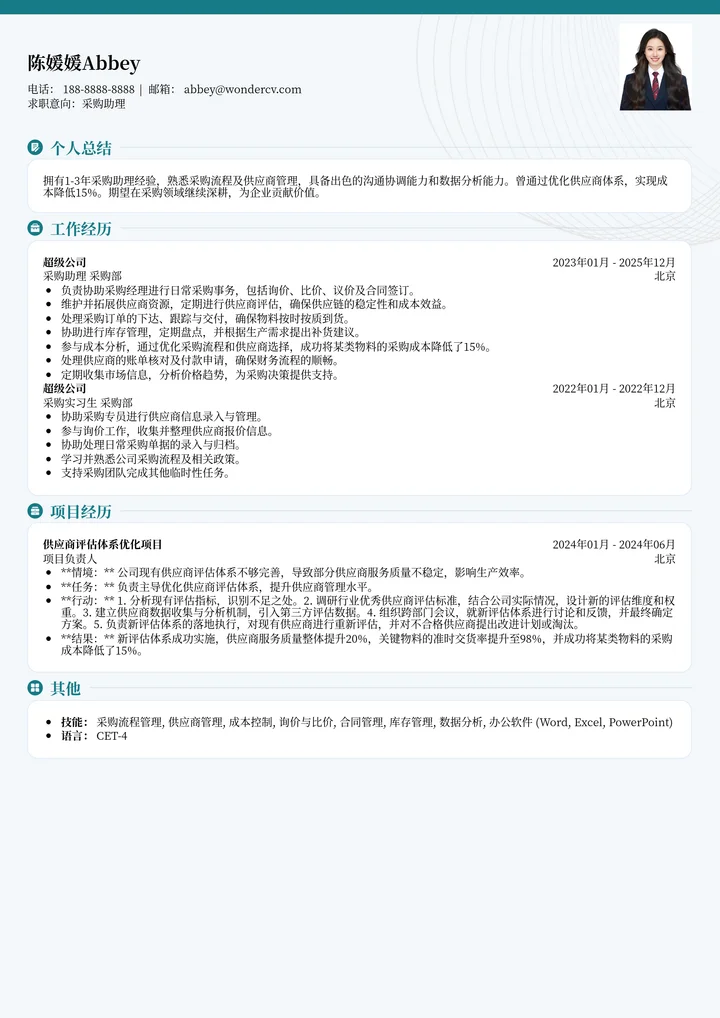 陈媛媛Abbey
电话： 188-8888-8888 | 邮箱： abbey@wondercv.com
求职意向：采购助理
个人总结
拥有1-3年采购助理经验，熟悉采购流程及供应商管理，具备出色的沟通协调能力和数据分析能力。曾通过优化供应商体系，实现成
本降低15%。期望在采购领域继续深耕，为企业贡献价值。
工作经历
超级公司 2023年01月 - 2025年12月
采购助理 采购部 北京
• 负责协助采购经理进行日常采购事务，包括询价、比价、议价及合同签订。
• 维护并拓展供应商资源，定期进行供应商评估，确保供应链的稳定性和成本效益。
• 处理采购订单的下达、跟踪与交付，确保物料按时按质到货。
• 协助进行库存管理，定期盘点，并根据生产需求提出补货建议。
• 参与成本分析，通过优化采购流程和供应商选择，成功将某类物料的采购成本降低了15%。
• 处理供应商的账单核对及付款申请，确保财务流程的顺畅。
• 定期收集市场信息，分析价格趋势，为采购决策提供支持。
超级公司 2022年01月 - 2022年12月
采购实习生 采购部 北京
• 协助采购专员进行供应商信息录入与管理。
• 参与询价工作，收集并整理供应商报价信息。
• 协助处理日常采购单据的录入与归档。
• 学习并熟悉公司采购流程及相关政策。
• 支持采购团队完成其他临时性任务。
项目经历
供应商评估体系优化项目 2024年01月 - 2024年06月
项目负责人 北京
• **情境：** 公司现有供应商评估体系不够完善，导致部分供应商服务质量不稳定，影响生产效率。
• **任务：** 负责主导优化供应商评估体系，提升供应商管理水平。
• **行动：** 1. 分析现有评估指标，识别不足之处。2. 调研行业优秀供应商评估标准，结合公司实际情况，设计新的评估维度和权
重。3. 建立供应商数据收集与分析机制，引入第三方评估数据。4. 组织跨部门会议，就新评估体系进行讨论和反馈，并最终确定
方案。5. 负责新评估体系的落地执行，对现有供应商进行重新评估，并对不合格供应商提出改进计划或淘汰。
• **结果：** 新评估体系成功实施，供应商服务质量整体提升20%，关键物料的准时交货率提升至98%，并成功将某类物料的采购
成本降低了15%。
其他
• 技能： 采购流程管理, 供应商管理, 成本控制, 询价与比价, 合同管理, 库存管理, 数据分析, 办公软件 (Word, Excel, PowerPoint)
• 语言： CET-4